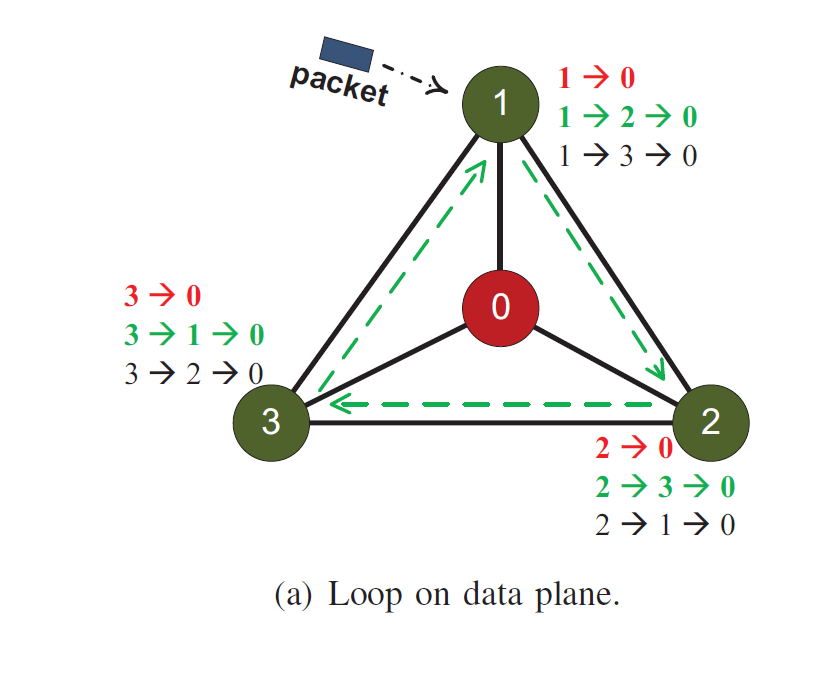 packet
1
1 → 0
1 → 2 → 0
1 → 3 → 0
0
3 → 0
3 → 1 → 0
3 → 2 → 0
3
2
2 → 0
2 → 3 → 0
2 → 1 → 0
(a) Loop on data plane.